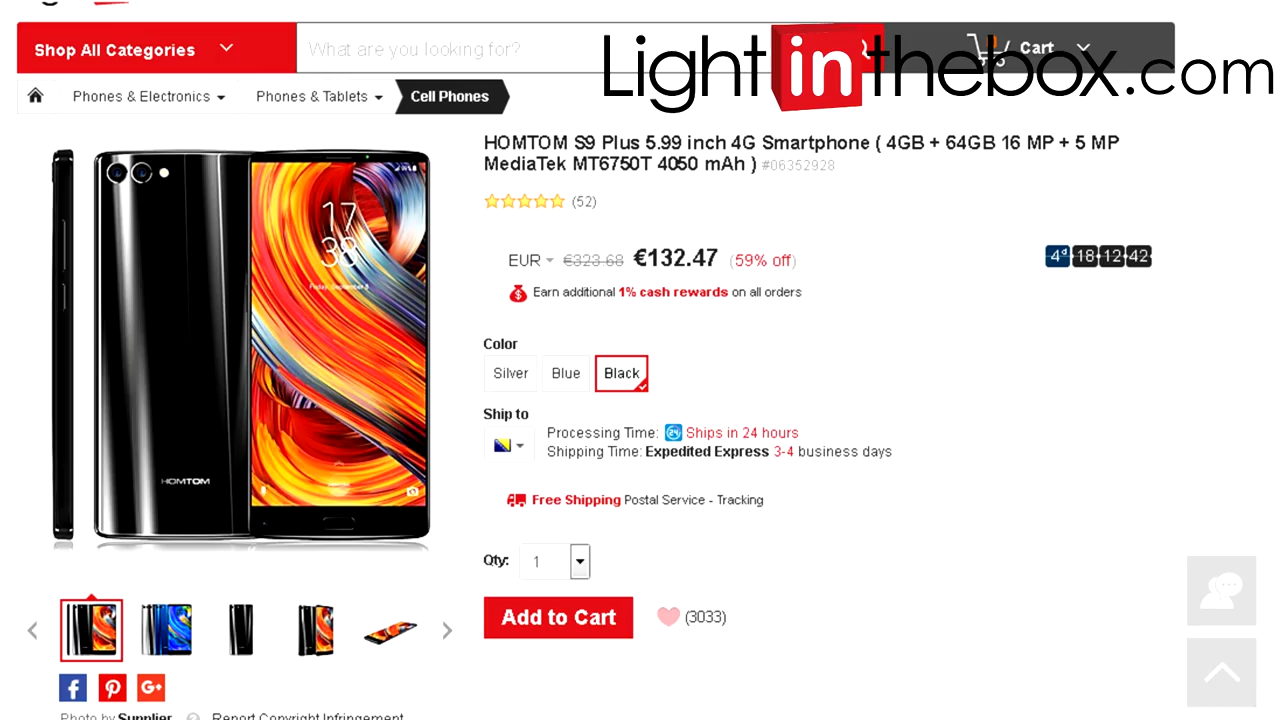 Shop All Categories
What are you looking for?
Cart
Lightinthebox.com
Phones & Electronics
Phones & Tablets
Cell Phones
HOMTOM S9 Plus 5.99 inch 4G Smartphone ( 4GB + 64GB 16 MP + 5 MP
MediaTek MT6750T 4050 mAh ) #06352928
(52)
EUR €323.68 €132.47 (59% off)
4d 18 12 42
Earn additional 1% cash rewards on all orders
17
38
Friday, September 8
HOMTOM
Color
Silver
Blue
Black
Ship to
Processing Time: 24 Ships in 24 hours
Shipping Time: Expedited Express 3-4 business days
Free Shipping Postal Service - Tracking
Qty:
1
Add to Cart
(3033)
f
G+
Photo by Supplier
Report Copyright Infringement